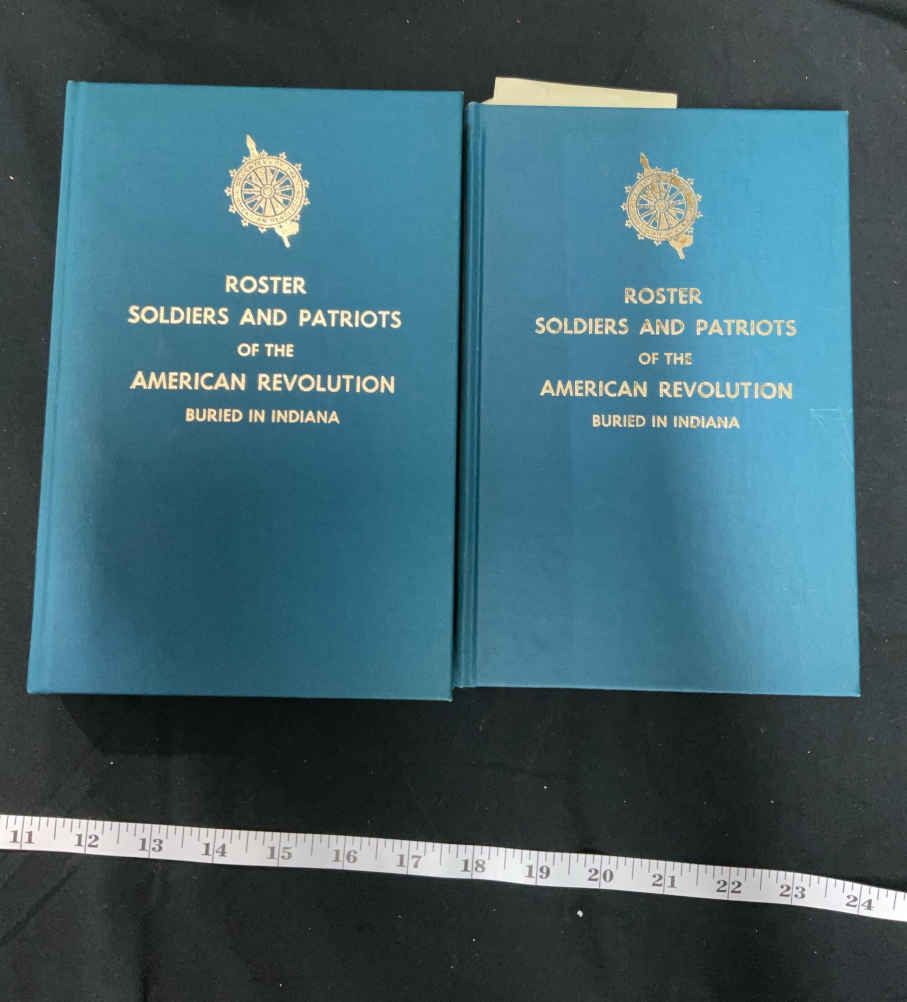 ROSTER
SOLDIERS AND PATRIOTS
OF THE
AMERICAN REVOLUTION
BURIED IN INDIANA
ROSTER
SOLDIERS AND PATRIOTS
OF THE
AMERICAN REVOLUTION
BURIED IN INDIANA
11 12 13 14 15 16 17 18 19 20 21 22 23 24